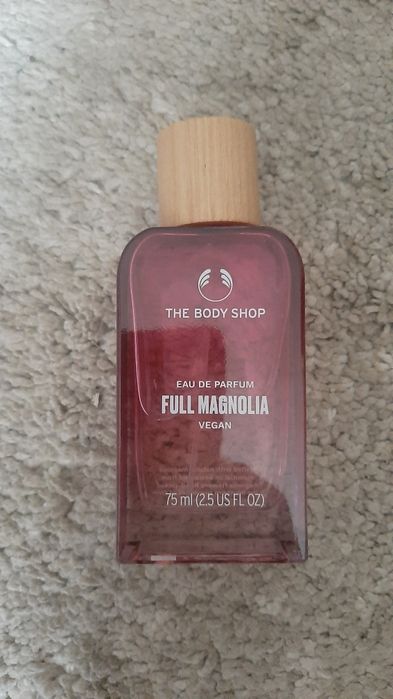 THE BODY SHOP
EAU DE PARFUM
FULL MAGNOLIA
VEGAN
75 ml (2.5 US FL OZ)